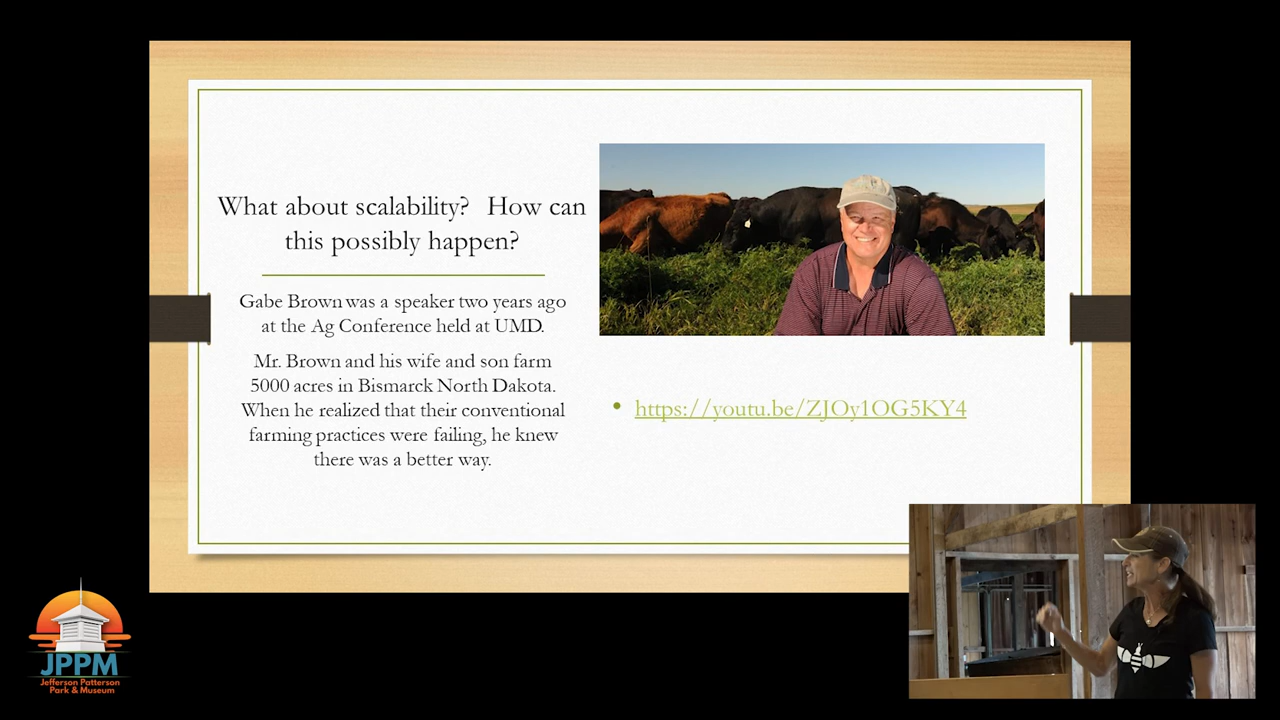 What about scalability? How can
this possibly happen?
Gabe Brown was a speaker two years ago
at the Ag Conference held at UMD.
Mr. Brown and his wife and son farm
5000 acres in Bismarck North Dakota.
When he realized that their conventional
farming practices were failing, he knew
there was a better way.
• https://youtu.be/ZJOy1OG5KY4
JPPM
Jefferson Patterson
Park & Museum